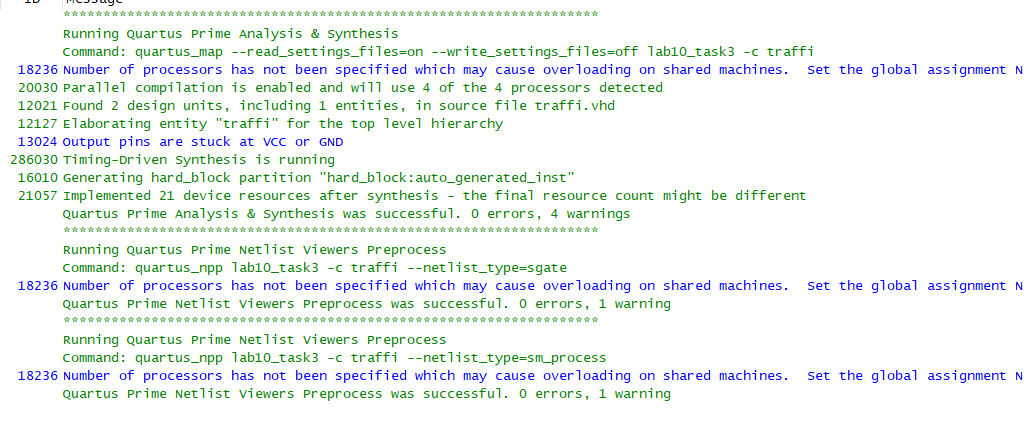 ID Message
*******************************************************************
Running Quartus Prime Analysis & Synthesis
Command: quartus_map --read_settings_files=on --write_settings_files=off lab10_task3 -c traffi
18236 Number of processors has not been specified which may cause overloading on shared machines.  Set the global assignment N
20030 Parallel compilation is enabled and will use 4 of the 4 processors detected
12021 Found 2 design units, including 1 entities, in source file traffi.vhd
12127 Elaborating entity "traffi" for the top level hierarchy
13024 Output pins are stuck at VCC or GND
286030 Timing-Driven Synthesis is running
16010 Generating hard_block partition "hard_block:auto_generated_inst"
21057 Implemented 21 device resources after synthesis - the final resource count might be different
Quartus Prime Analysis & Synthesis was successful. 0 errors, 4 warnings
*******************************************************************
Running Quartus Prime Netlist Viewers Preprocess
Command: quartus_npp lab10_task3 -c traffi --netlist_type=sgate
18236 Number of processors has not been specified which may cause overloading on shared machines.  Set the global assignment N
Quartus Prime Netlist Viewers Preprocess was successful. 0 errors, 1 warning
*******************************************************************
Running Quartus Prime Netlist Viewers Preprocess
Command: quartus_npp lab10_task3 -c traffi --netlist_type=sm_process
18236 Number of processors has not been specified which may cause overloading on shared machines.  Set the global assignment N
Quartus Prime Netlist Viewers Preprocess was successful. 0 errors, 1 warning